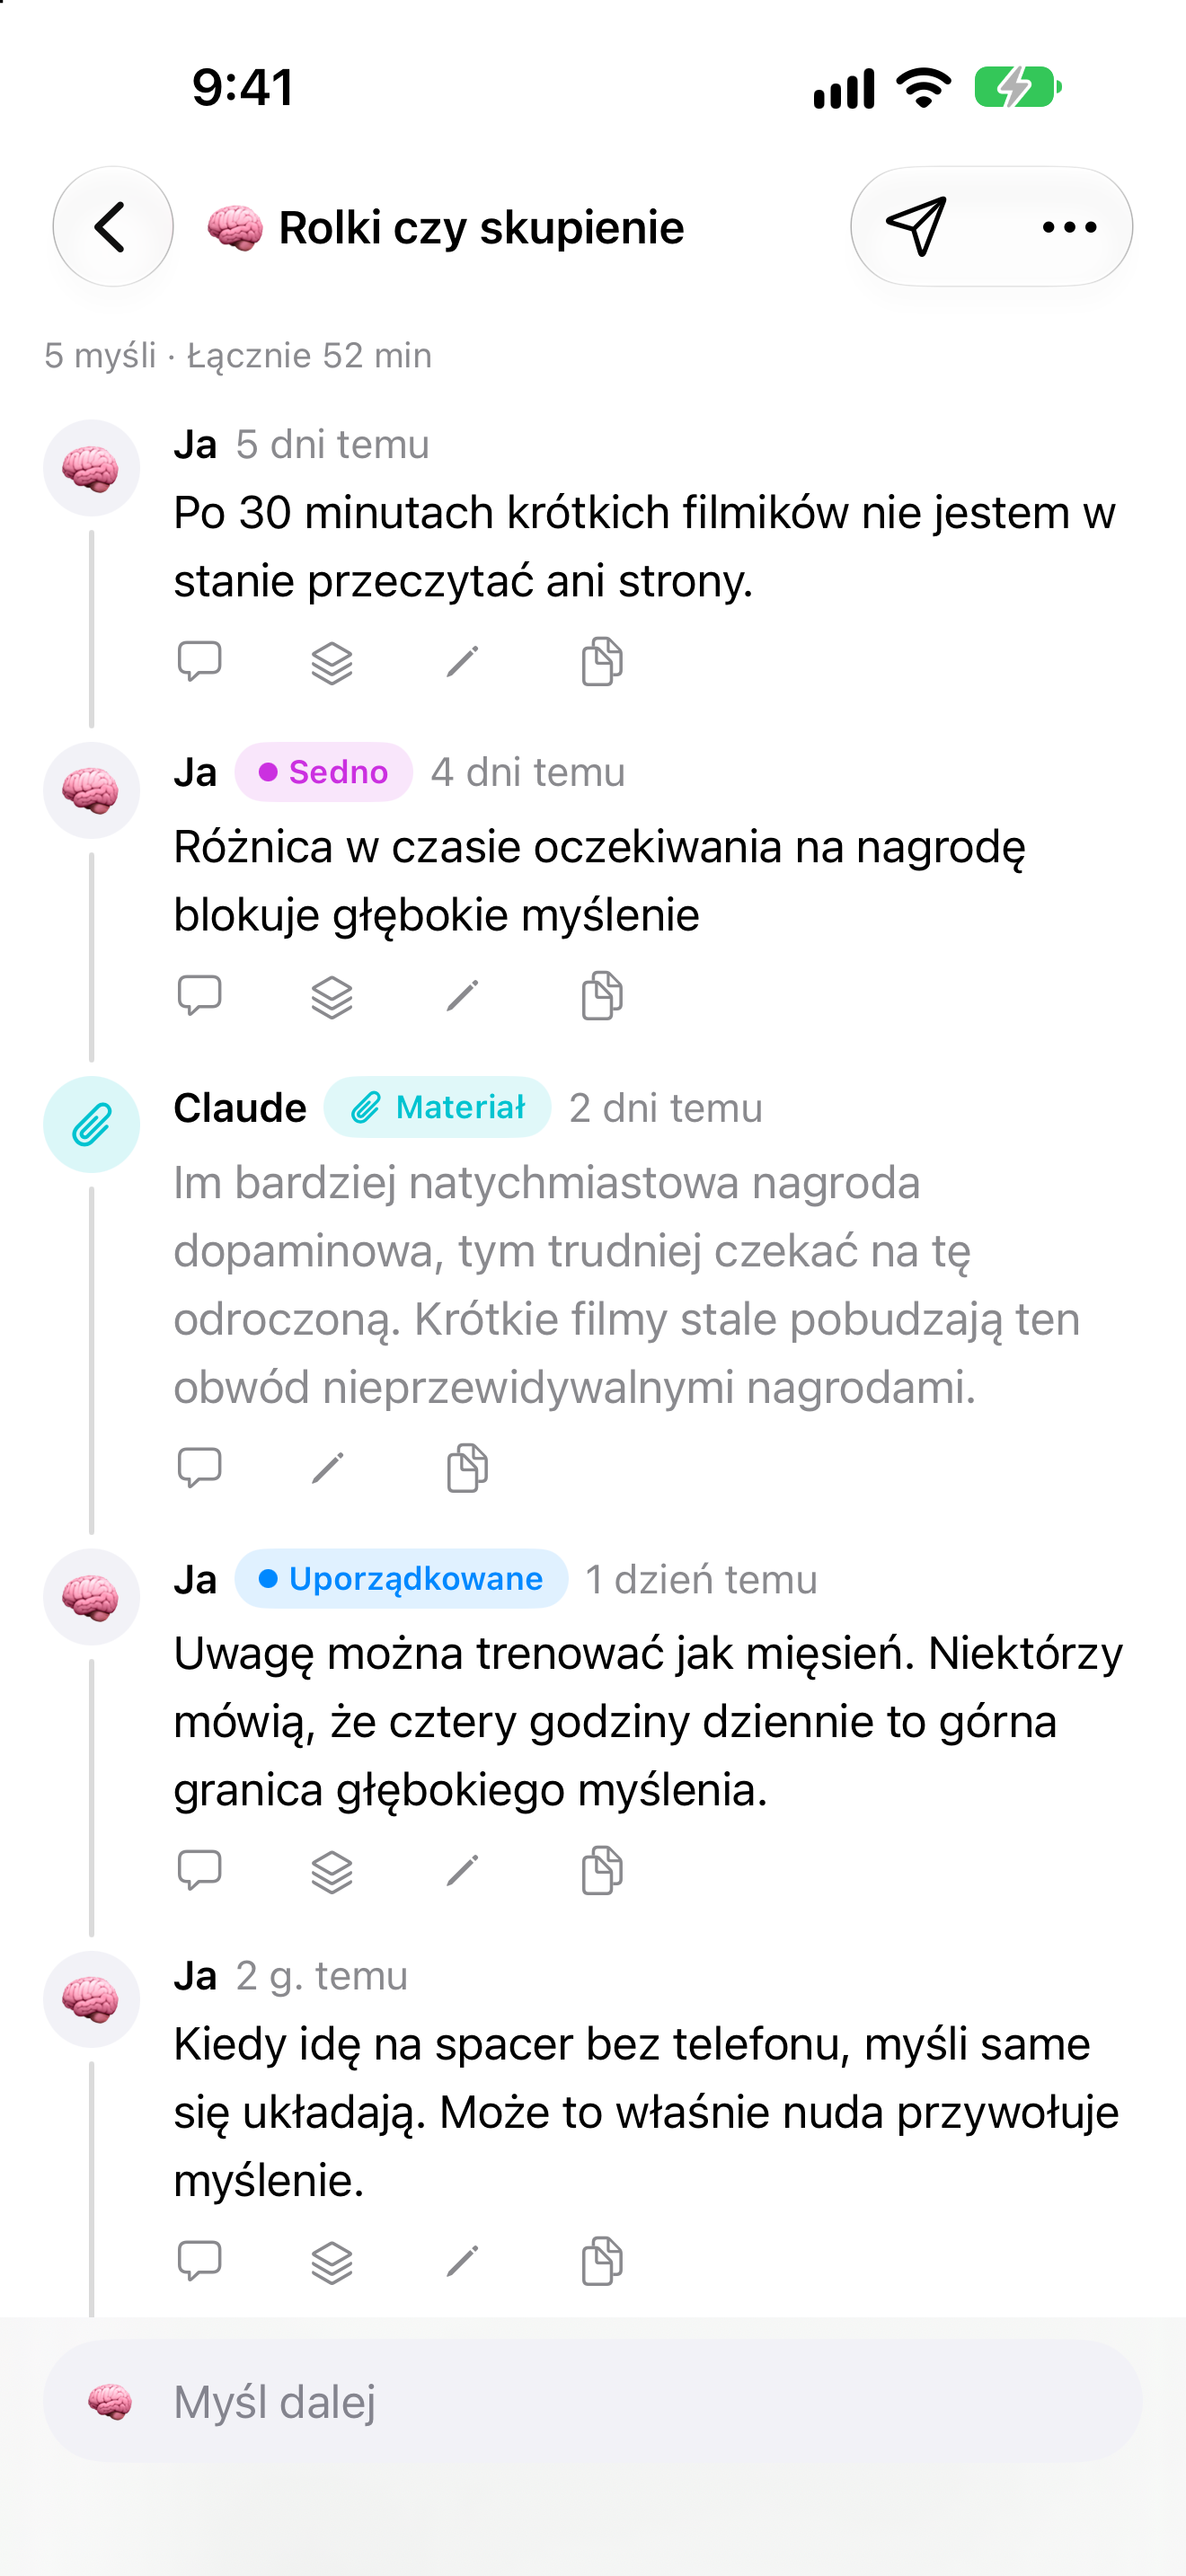 9:41
🧠 Rolki czy skupienie
5 myśli · Łącznie 52 min
Ja 5 dni temu
Po 30 minutach krótkich filmików nie jestem w
stanie przeczytać ani strony.
Ja Sedno 4 dni temu
Różnica w czasie oczekiwania na nagrodę
blokuje głębokie myślenie
Claude Materiał 2 dni temu
Im bardziej natychmiastowa nagroda
dopaminowa, tym trudniej czekać na tę
odroczoną. Krótkie filmy stale pobudzają ten
obwód nieprzewidywalnymi nagrodami.
Ja Uporządkowane 1 dzień temu
Uwagę można trenować jak mięsień. Niektórzy
mówią, że cztery godziny dziennie to górna
granica głębokiego myślenia.
Ja 2 g. temu
Kiedy idę na spacer bez telefonu, myśli same
się układają. Może to właśnie nuda przywołuje
myślenie.
Myśl dalej